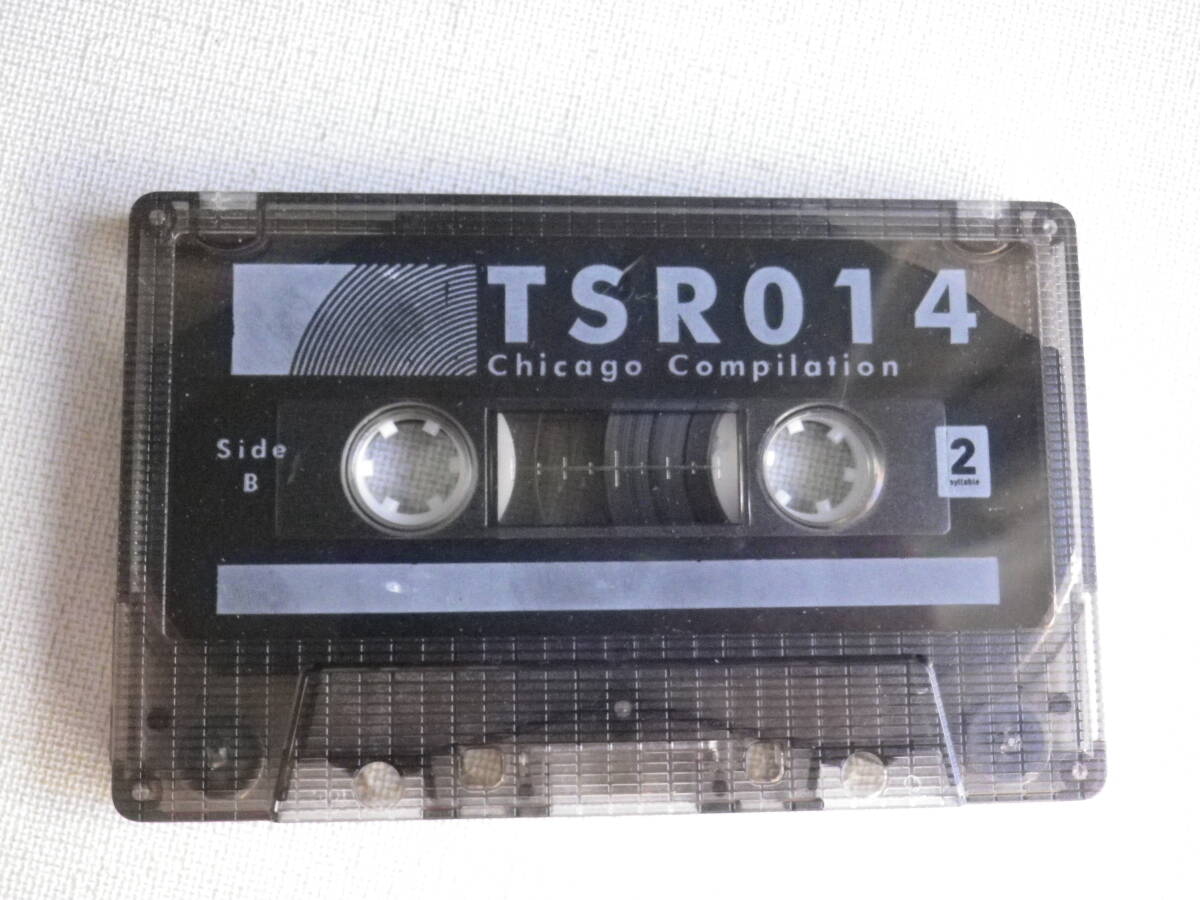 TSR014
Chicago Compilation
Side
B
2
syllable